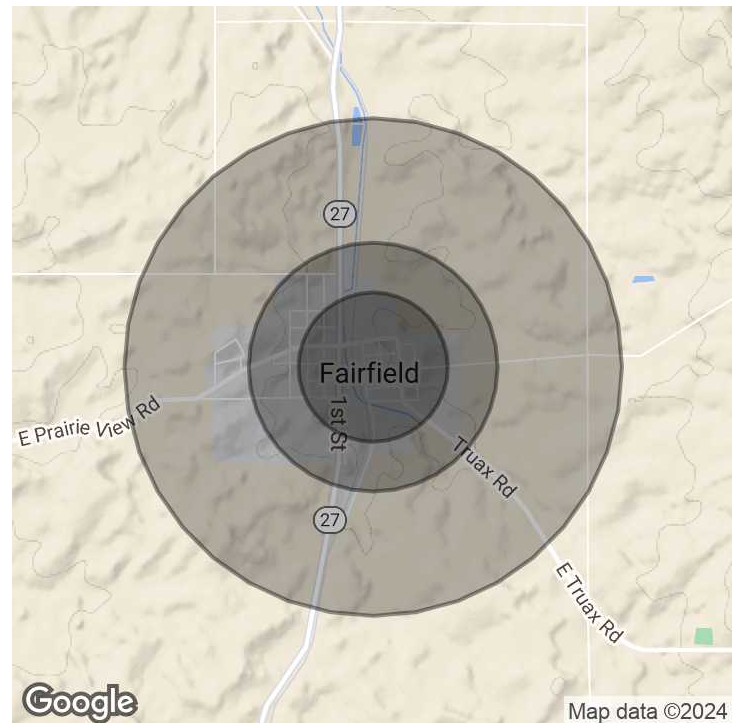 27
Fairfield
E Prairie View Rd
1st St
Truax Rd
27
E Truax Rd
Google
Map data ©2024